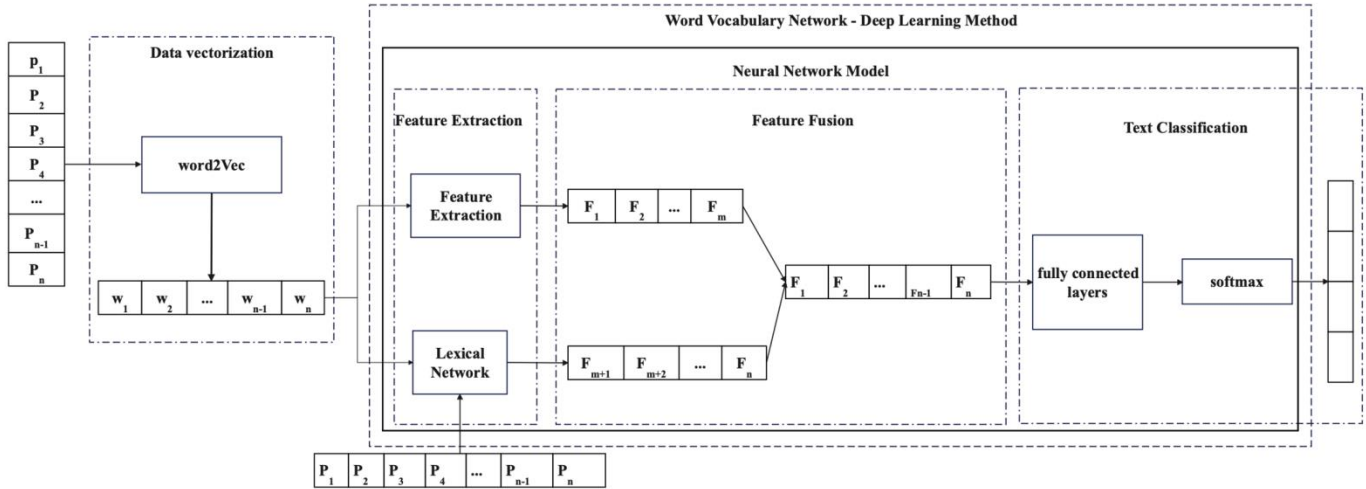 Word Vocabulary Network - Deep Learning Method
Data vectorization
Neural Network Model
p1
P2
P3
P4
...
Pn-1
Pn
word2Vec
w1 w2 ... wn-1 wn
Feature Extraction
Feature
Extraction
Lexical
Network
Feature Fusion
F1 F2 ... Fm
Fm+1 Fm+2 ... Fn
F1 F2 ... Fn-1 Fn
Text Classification
fully connected
layers
softmax
P1 P2 P3 P4 ... Pn-1 Pn